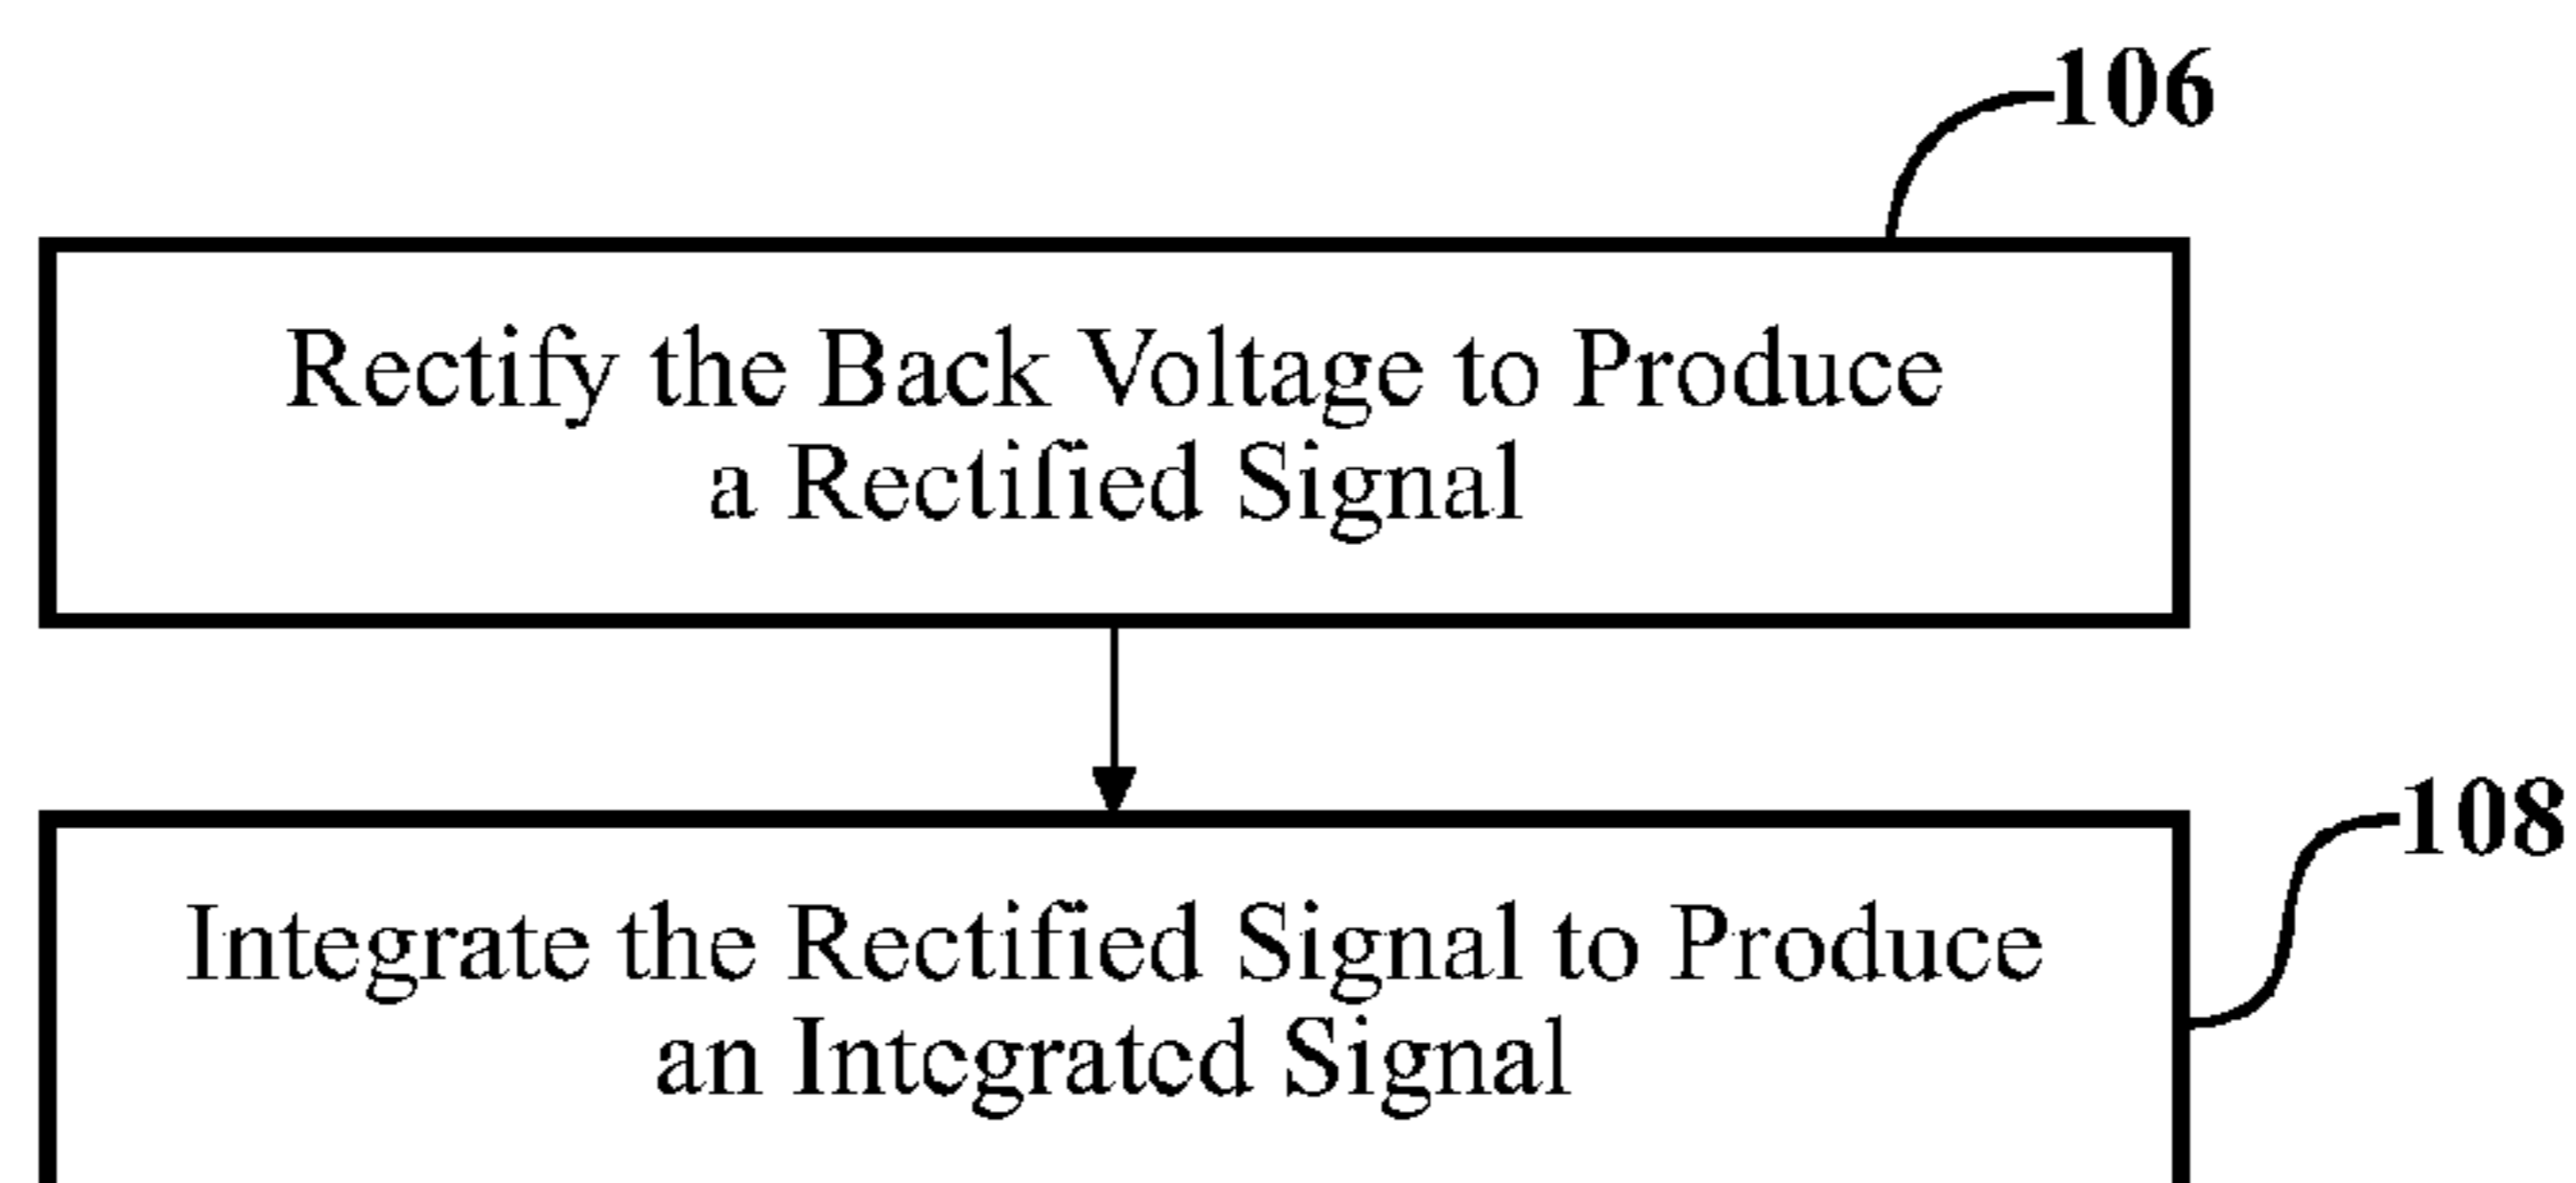 106
Rectify the Back Voltage to Produce
a Rectified Signal
108
Integrate the Rectified Signal to Produce
an Integrated Signal